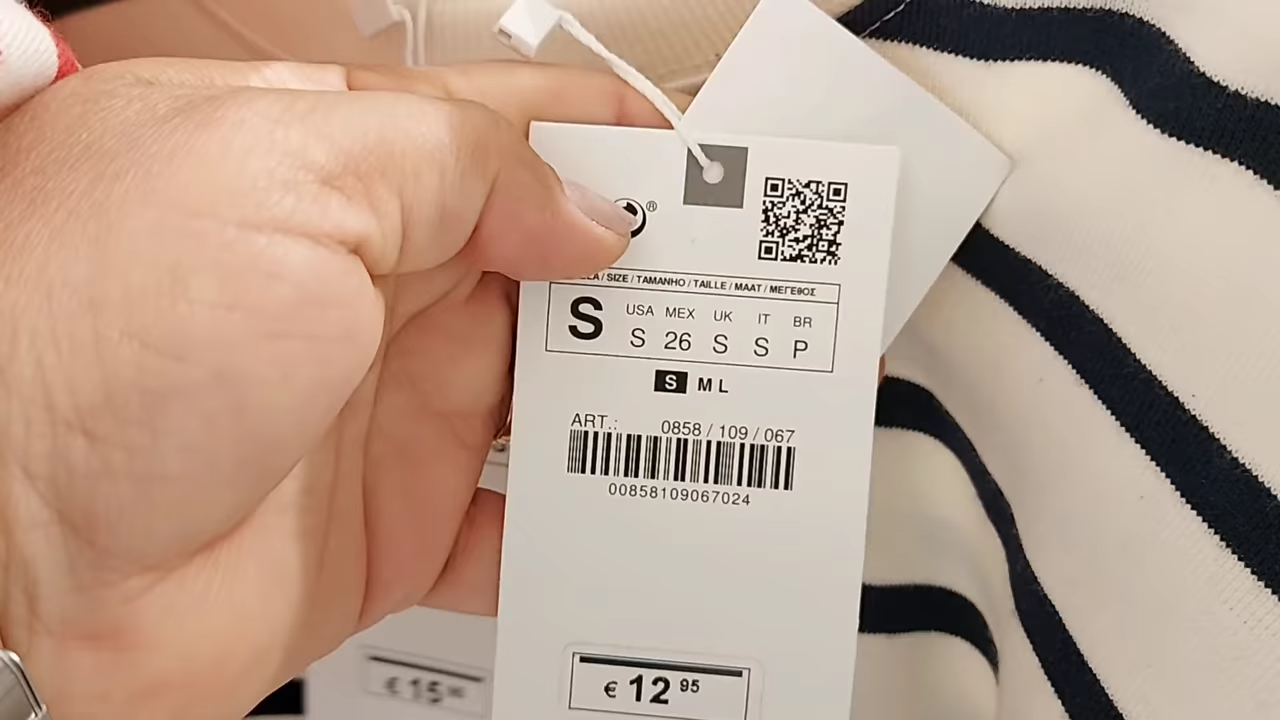 ®
/ SIZE / TAMANHO / TAILLE / MAAT / ΜΕΓΕΘΟΣ
S
USA MEX UK IT BR
S 26 S S P
S M L
ART.: 0858 / 109 / 067
00858109067024
€ 12 95
€ 15